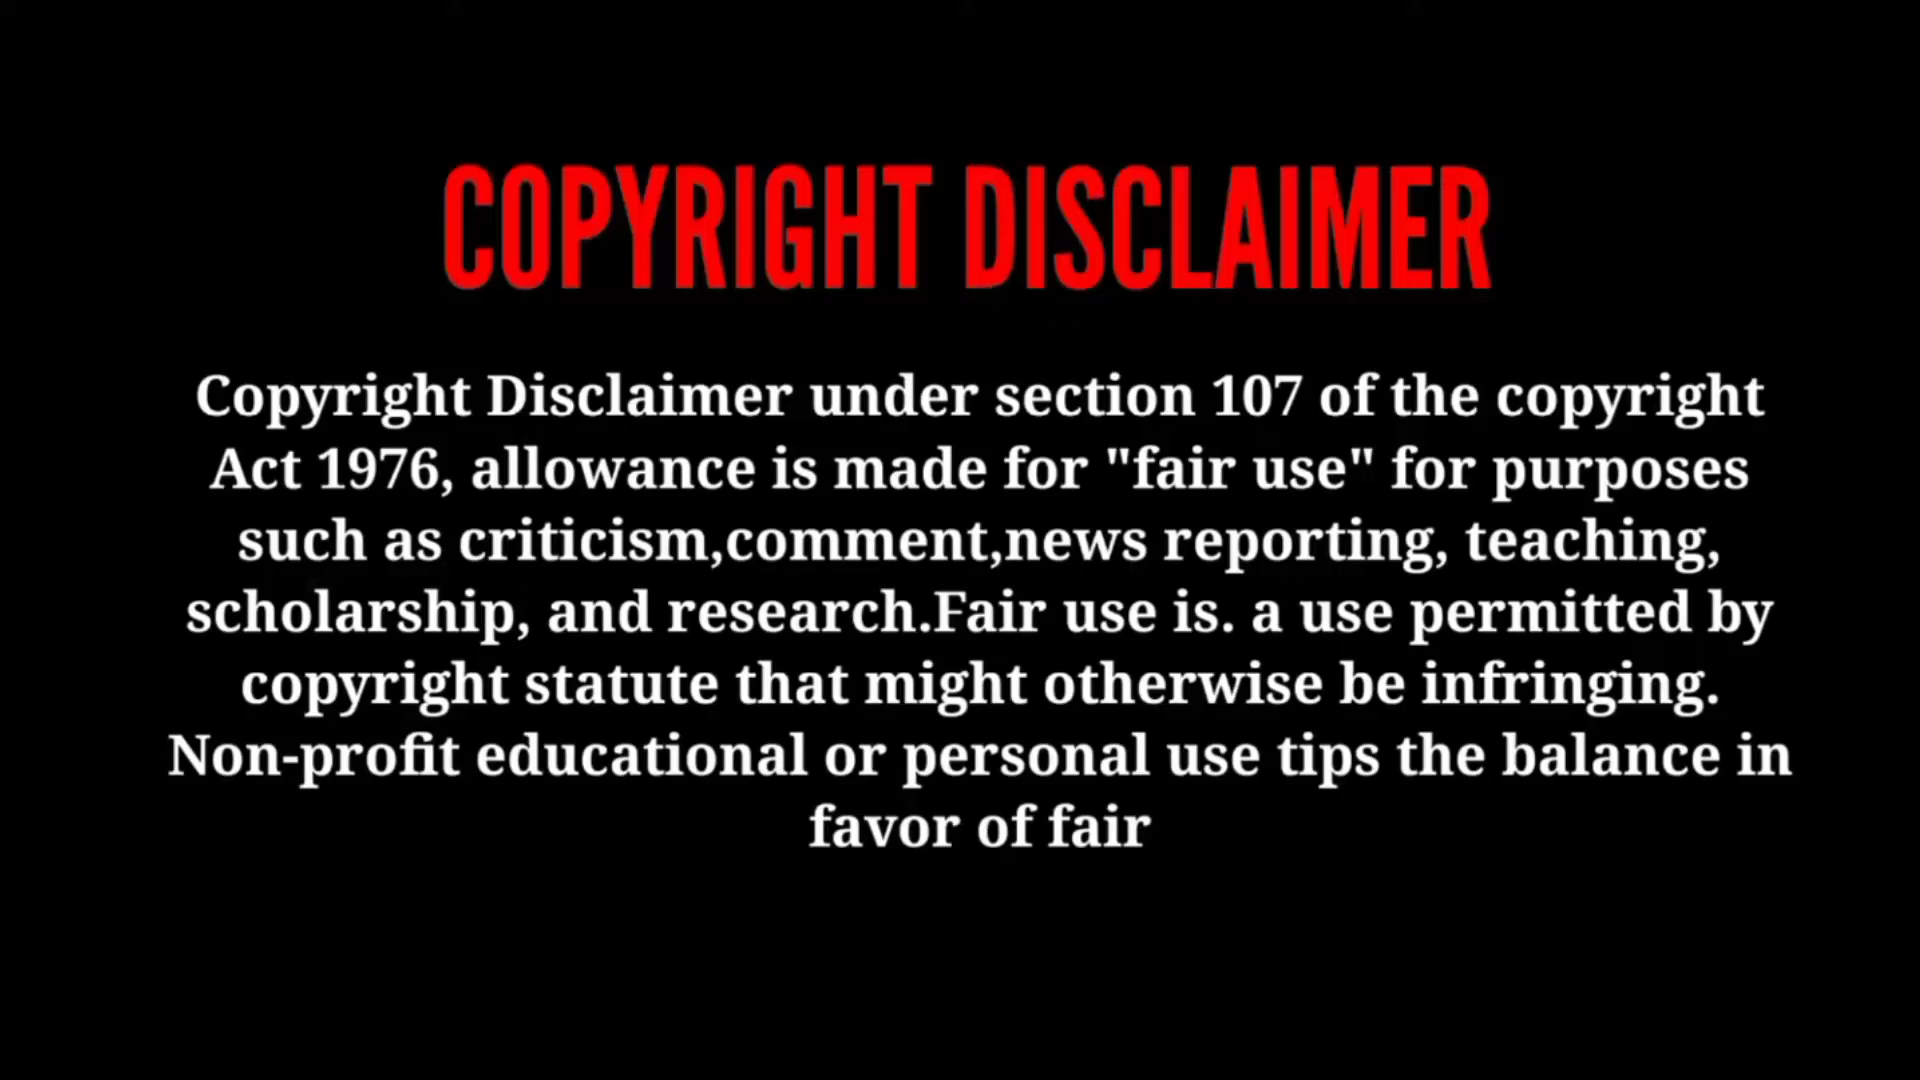 COPYRIGHT DISCLAIMER
Copyright Disclaimer under section 107 of the copyright
Act 1976, allowance is made for "fair use" for purposes
such as criticism,comment,news reporting, teaching,
scholarship, and research.Fair use is. a use permitted by
copyright statute that might otherwise be infringing.
Non-profit educational or personal use tips the balance in
favor of fair